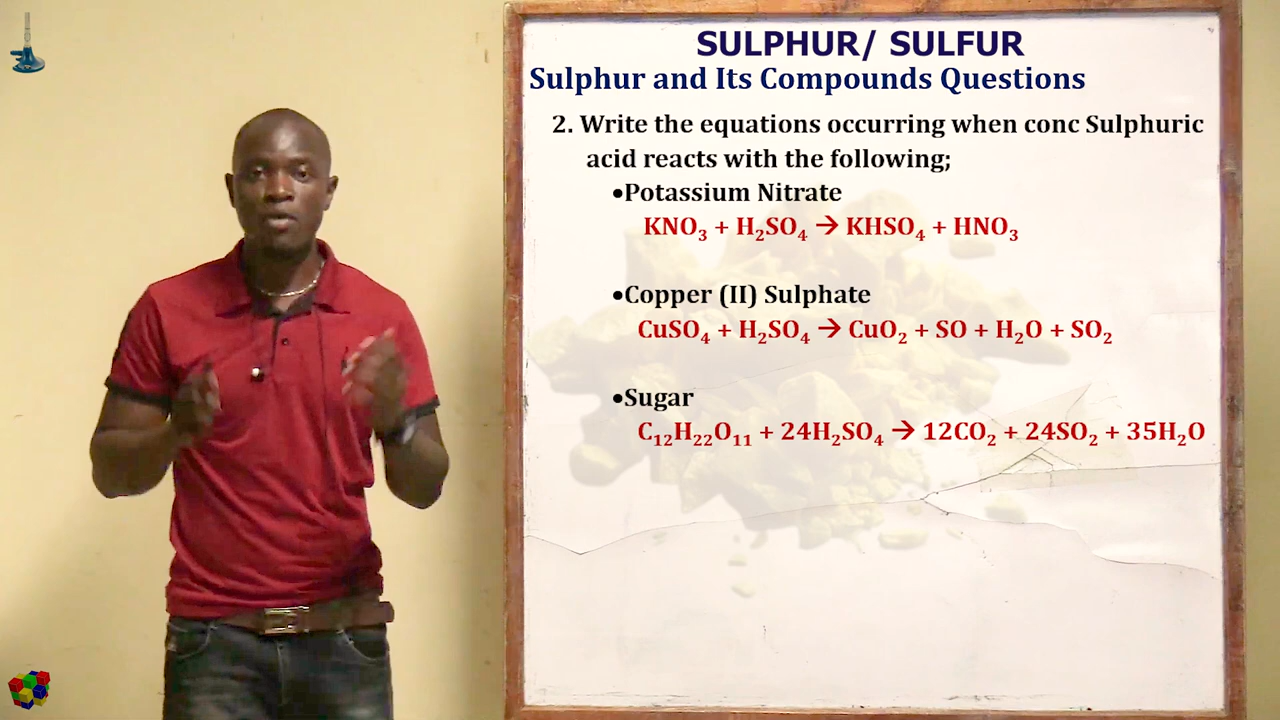 SULPHUR/ SULFUR
Sulphur and Its Compounds Questions
2. Write the equations occurring when conc Sulphuric
acid reacts with the following;
•Potassium Nitrate
KNO₃ + H₂SO₄ → KHSO₄ + HNO₃
•Copper (II) Sulphate
CuSO₄ + H₂SO₄ → CuO₂ + SO + H₂O + SO₂
•Sugar
C₁₂H₂₂O₁₁ + 24H₂SO₄ → 12CO₂ + 24SO₂ + 35H₂O